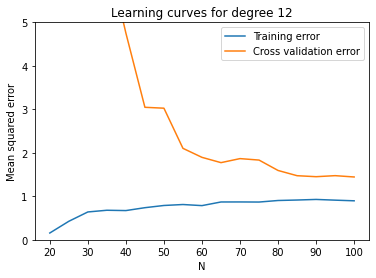 Learning curves for degree 12
Training error
Cross validation error
Mean squared error
5
4
3
2
1
0
20 30 40 50 60 70 80 90 100
N